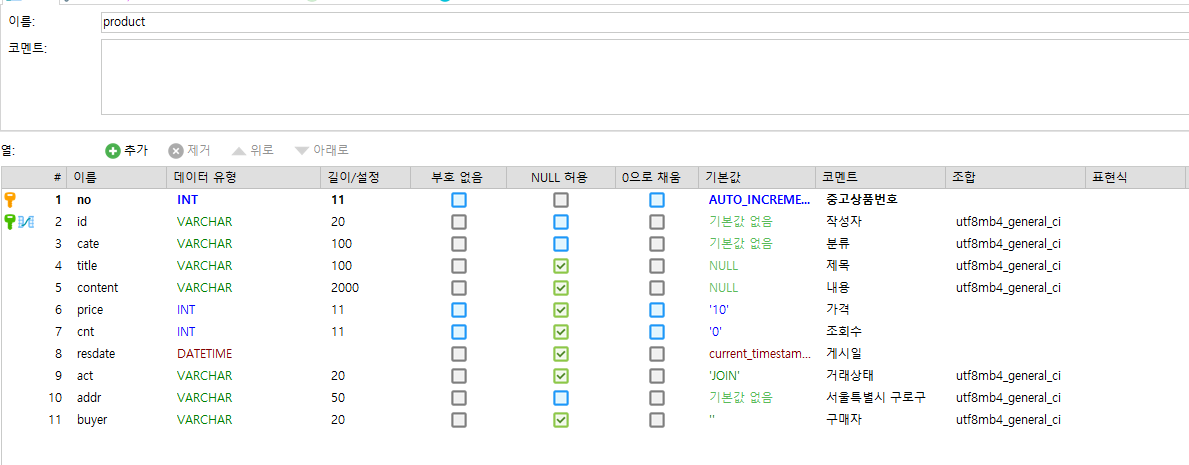 이름: product
코멘트:
열: 추가 제거 위로 아래로
# 이름 데이터 유형 길이/설정 부호 없음 NULL 허용 0으로 채움 기본값 코멘트 조합 표현식
1 no INT 11 AUTO_INCREME... 중고상품번호
2 id VARCHAR 20 기본값 없음 작성자 utf8mb4_general_ci
3 cate VARCHAR 100 기본값 없음 분류 utf8mb4_general_ci
4 title VARCHAR 100 NULL 제목 utf8mb4_general_ci
5 content VARCHAR 2000 NULL 내용 utf8mb4_general_ci
6 price INT 11 '10' 가격
7 cnt INT 11 '0' 조회수
8 resdate DATETIME current_timestam... 게시일
9 act VARCHAR 20 'JOIN' 거래상태 utf8mb4_general_ci
10 addr VARCHAR 50 기본값 없음 서울특별시 구로구 utf8mb4_general_ci
11 buyer VARCHAR 20 '' 구매자 utf8mb4_general_ci